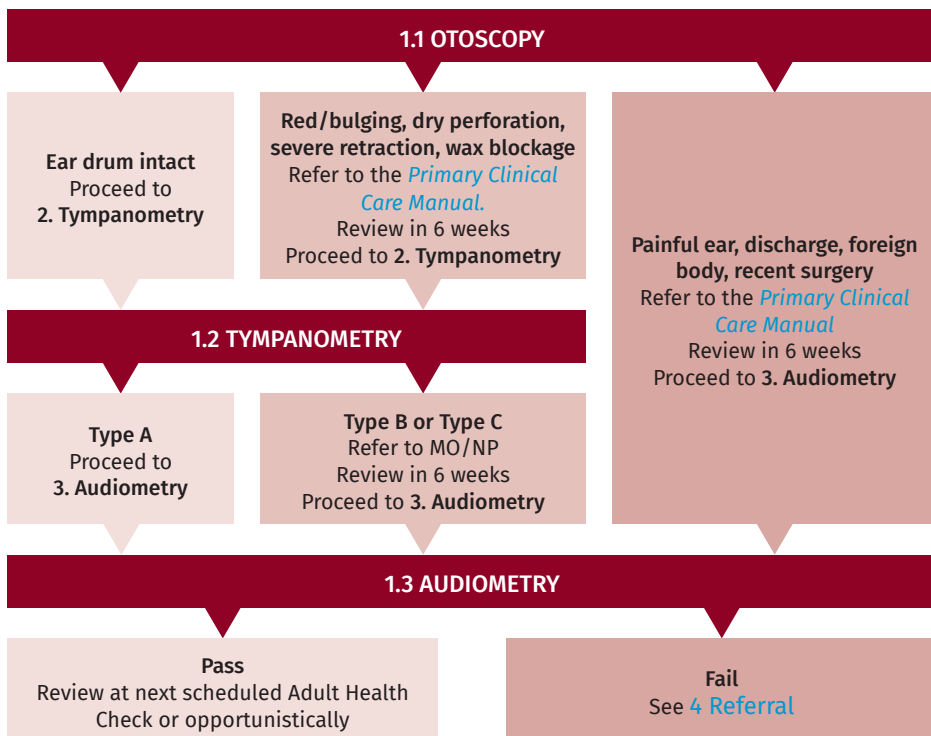 1.1 OTOSCOPY
Ear drum intact
Proceed to
2. Tympanometry
Red/bulging, dry perforation,
severe retraction, wax blockage
Refer to the Primary Clinical
Care Manual.
Review in 6 weeks
Proceed to 2. Tympanometry
Painful ear, discharge, foreign
body, recent surgery
Refer to the Primary Clinical
Care Manual
Review in 6 weeks
Proceed to 3. Audiometry
1.2 TYMPANOMETRY
Type A
Proceed to
3. Audiometry
Type B or Type C
Refer to MO/NP
Review in 6 weeks
Proceed to 3. Audiometry
1.3 AUDIOMETRY
Pass
Review at next scheduled Adult Health
Check or opportunistically
Fail
See 4 Referral